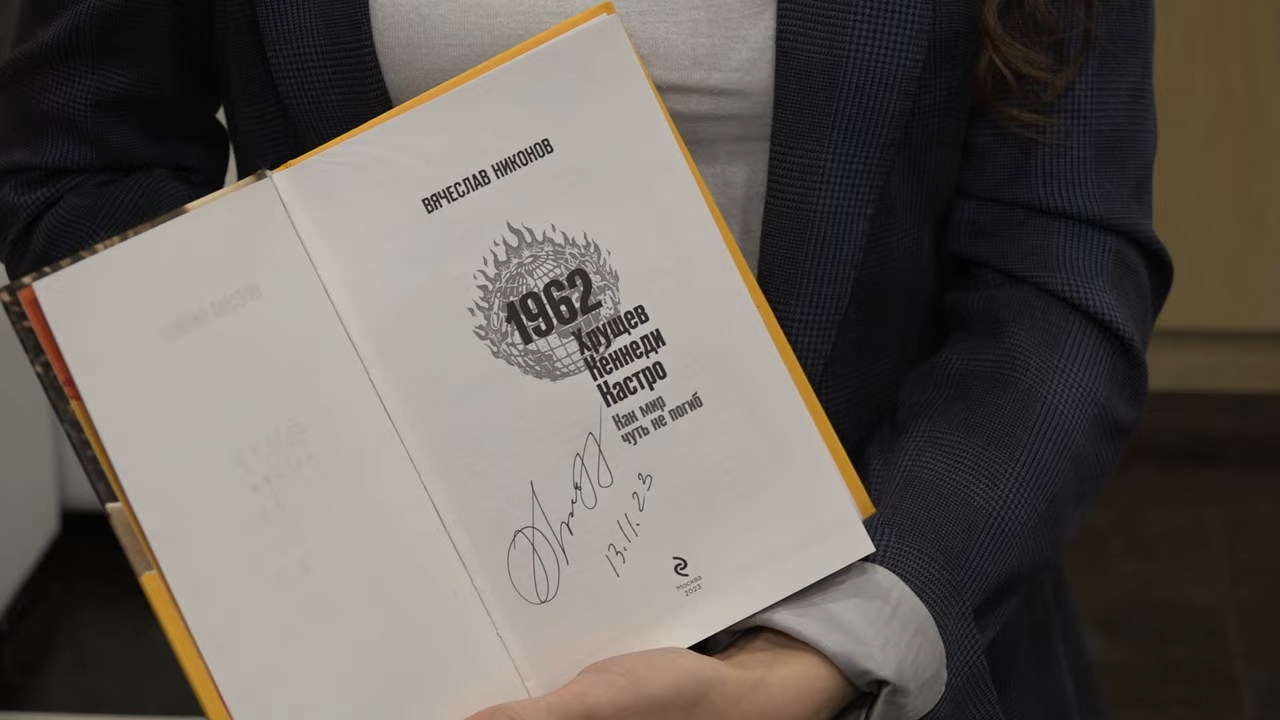 ВЯЧЕСЛАВ НИКОНОВ
1962
Хрущев
Кеннеди
Кастро
Как мир
чуть не погиб
13.11.23
Москва
2023